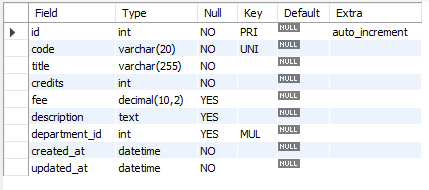 Field Type Null Key Default Extra
id int NO PRI NULL auto_increment
code varchar(20) NO UNI NULL
title varchar(255) NO NULL
credits int NO NULL
fee decimal(10,2) YES NULL
description text YES NULL
department_id int YES MUL NULL
created_at datetime NO NULL
updated_at datetime NO NULL